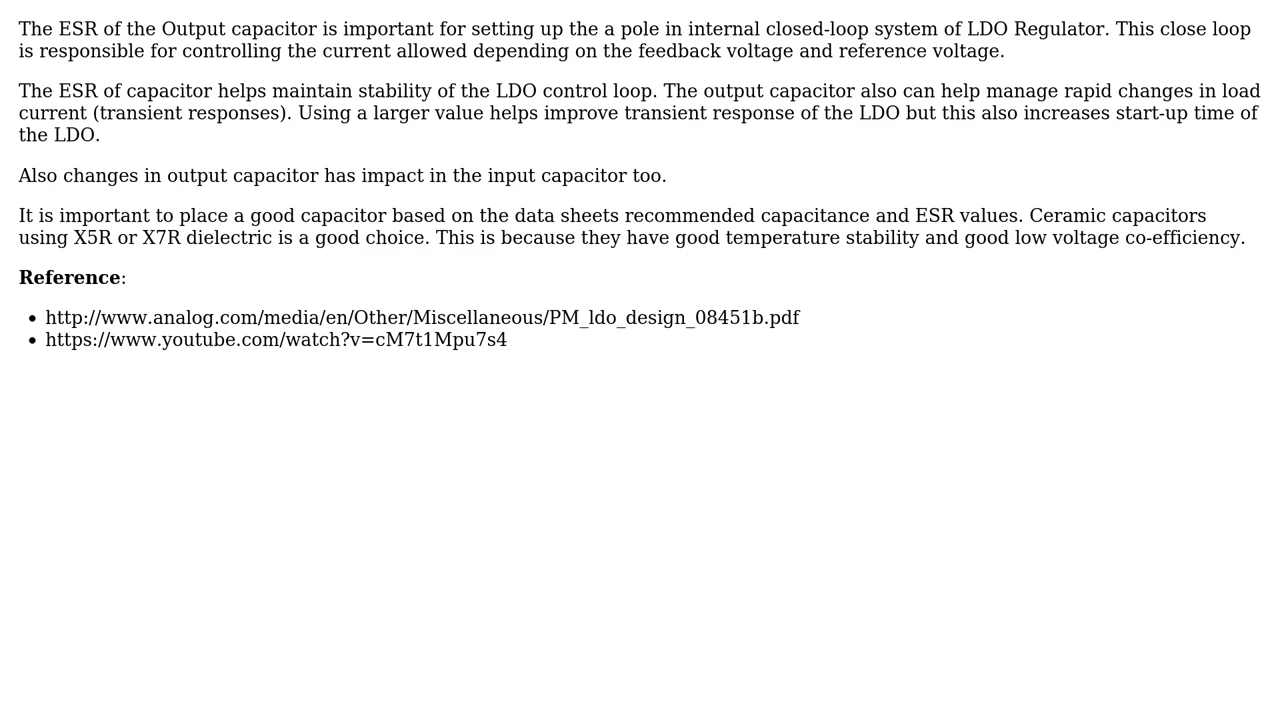 The ESR of the Output capacitor is important for setting up the a pole in internal closed-loop system of LDO Regulator. This close loop
is responsible for controlling the current allowed depending on the feedback voltage and reference voltage.
The ESR of capacitor helps maintain stability of the LDO control loop. The output capacitor also can help manage rapid changes in load
current (transient responses). Using a larger value helps improve transient response of the LDO but this also increases start-up time of
the LDO.
Also changes in output capacitor has impact in the input capacitor too.
It is important to place a good capacitor based on the data sheets recommended capacitance and ESR values. Ceramic capacitors
using X5R or X7R dielectric is a good choice. This is because they have good temperature stability and good low voltage co-efficiency.
Reference:
• http://www.analog.com/media/en/Other/Miscellaneous/PM_ldo_design_08451b.pdf
• https://www.youtube.com/watch?v=cM7t1Mpu7s4